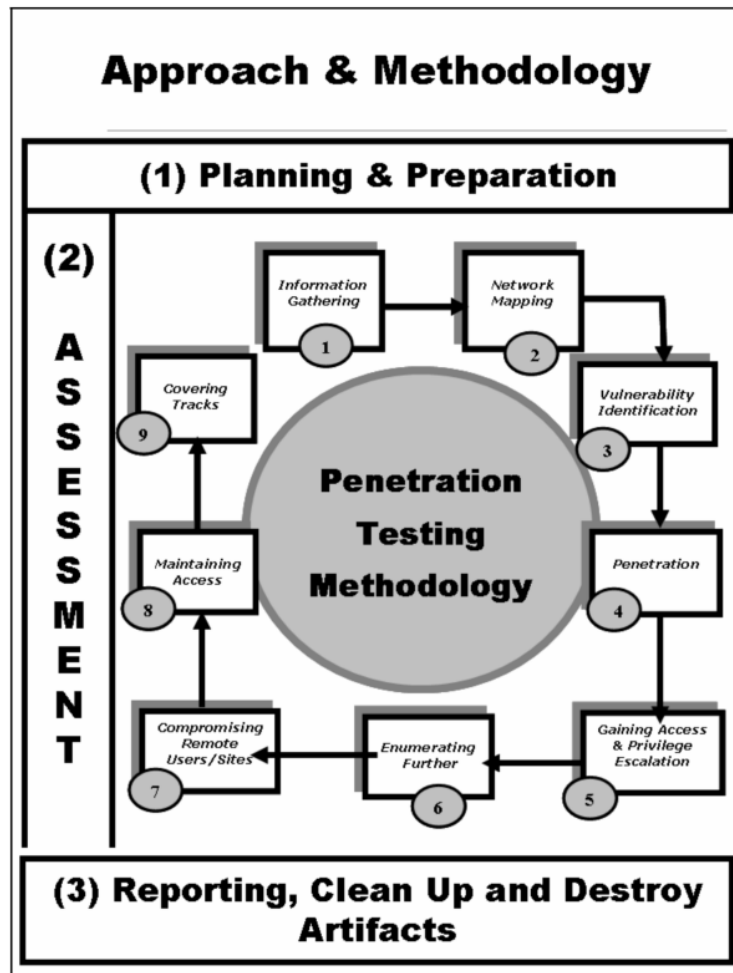 Approach & Methodology
(1) Planning & Preparation
(2)
A
S
S
E
S
S
M
E
N
T
Information
Gathering
1
Network
Mapping
2
Vulnerability
Identification
3
Penetration
4
Gaining Access
& Privilege
Escalation
5
Enumerating
Further
6
Compromising
Remote
Users/Sites
7
Maintaining
Access
8
Covering
Tracks
9
Penetration
Testing
Methodology
(3) Reporting, Clean Up and Destroy
Artifacts